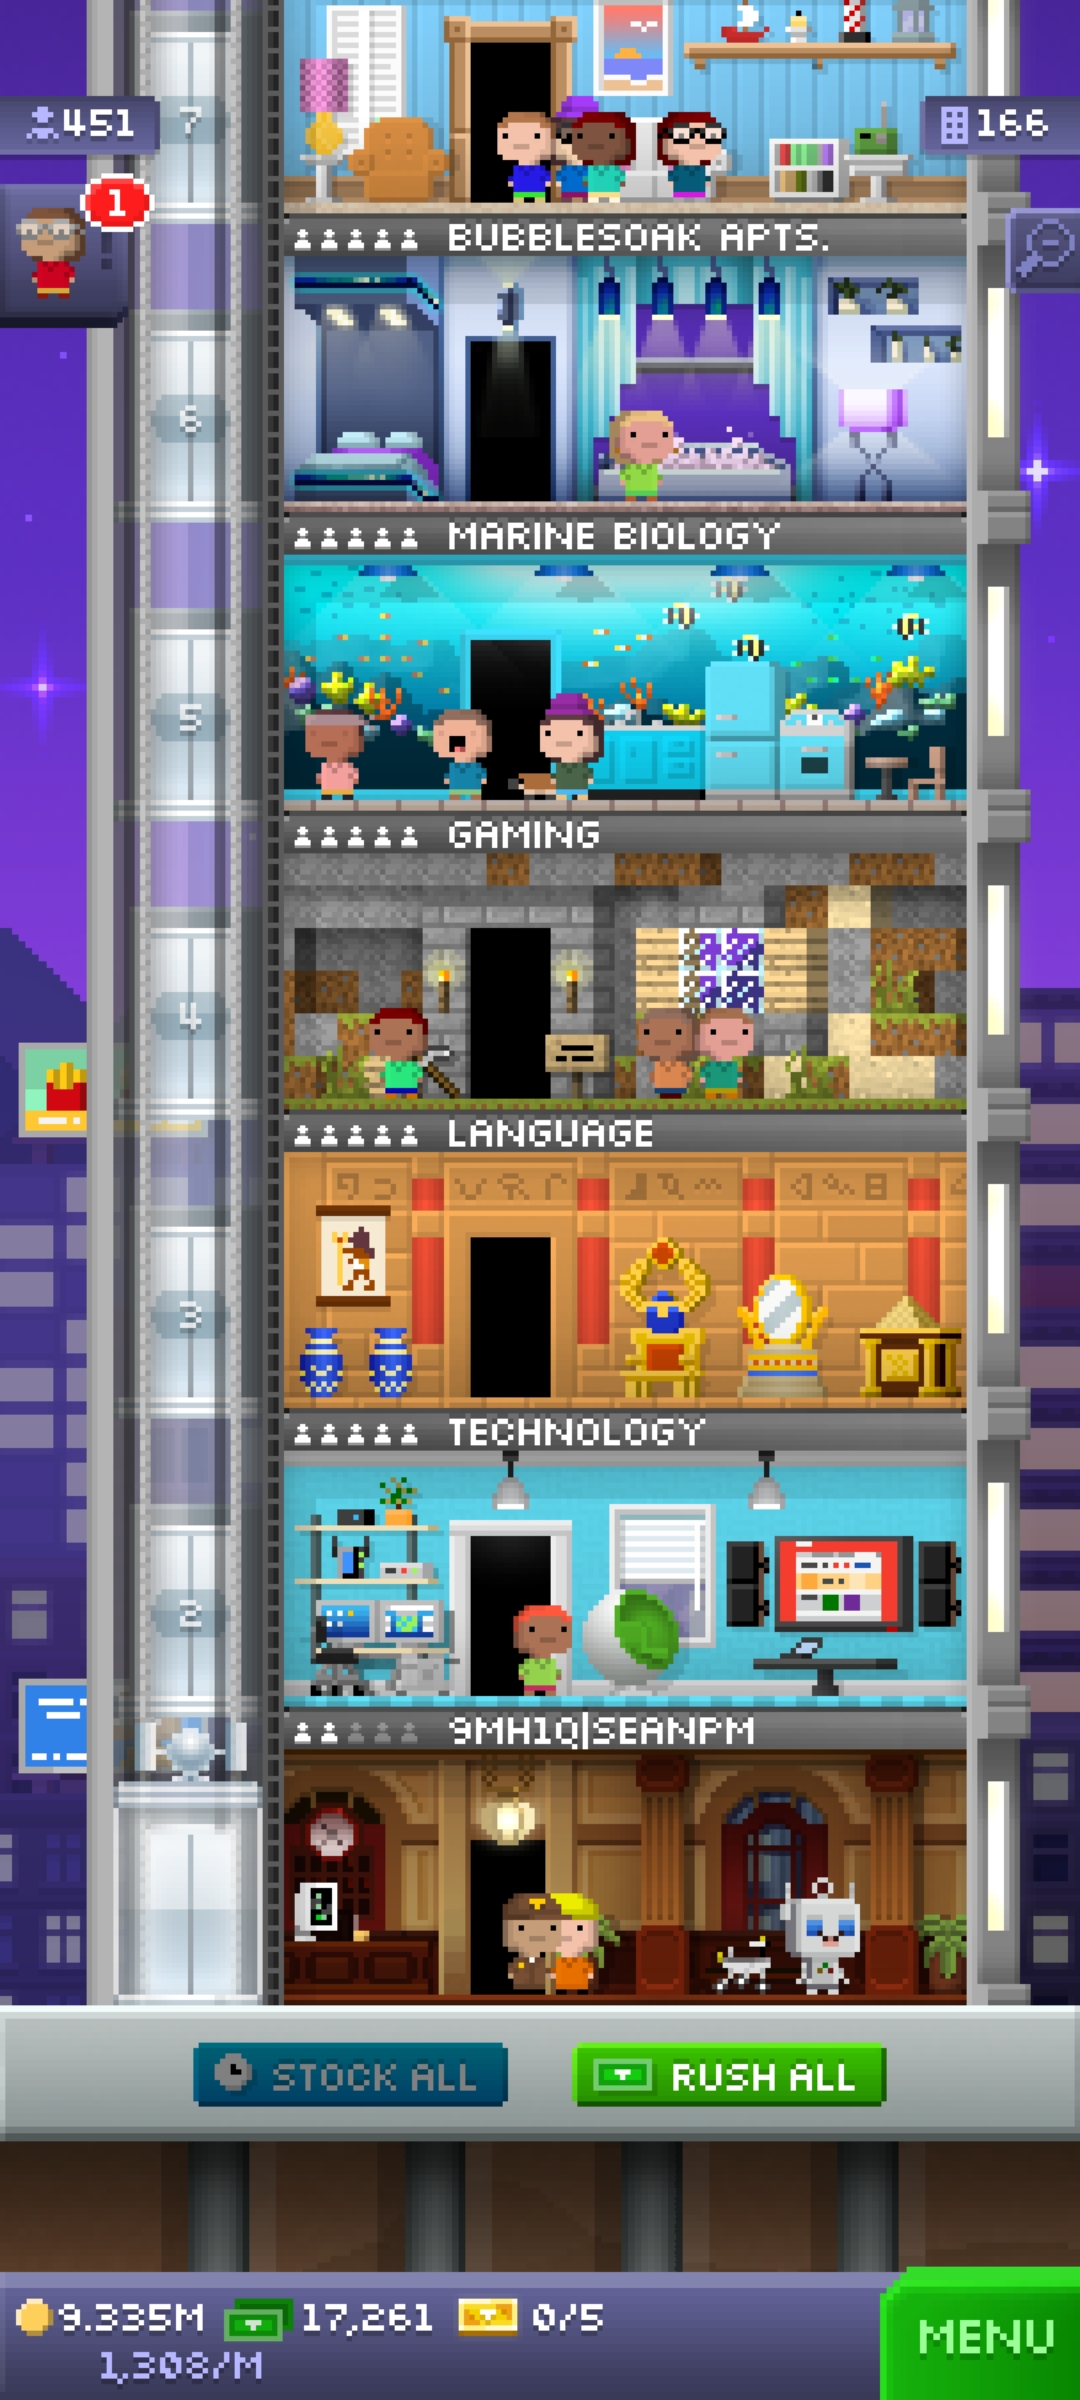 451
7
166
1
BUBBLESOAK APTS.
6
MARINE BIOLOGY
5
GAMING
4
LANGUAGE
3
TECHNOLOGY
2
9MH1Q|SEANPM
STOCK ALL
RUSH ALL
9.335M
17,261
0/5
MENU
1,308/M